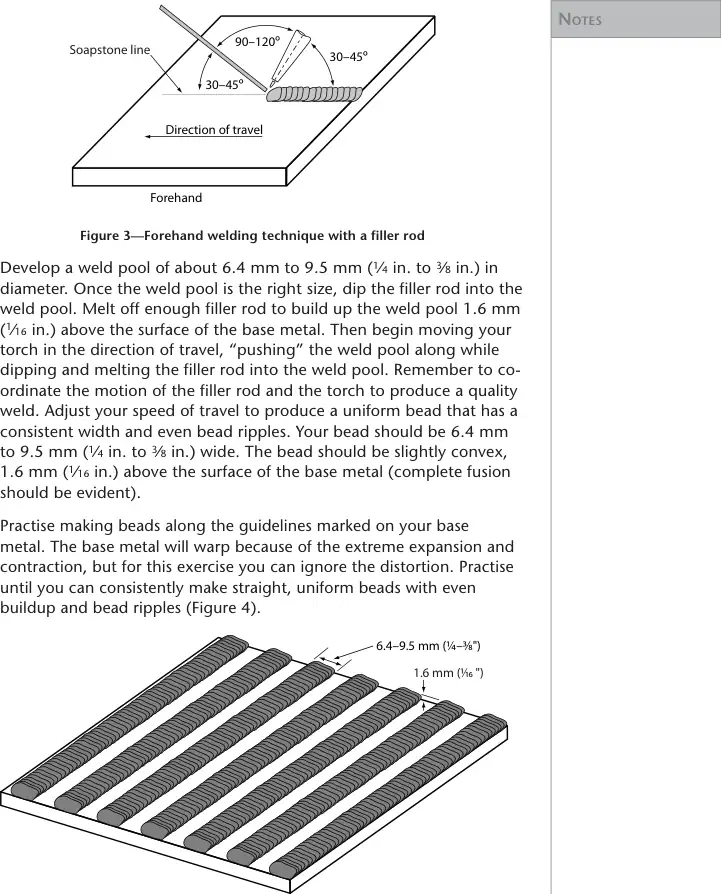 NOTES
Soapstone line
90–120º
30–45º
30–45º
Direction of travel
Forehand
Figure 3—Forehand welding technique with a filler rod
Develop a weld pool of about 6.4 mm to 9.5 mm (¼ in. to ⅜ in.) in
diameter. Once the weld pool is the right size, dip the filler rod into the
weld pool. Melt off enough filler rod to build up the weld pool 1.6 mm
(1⁄16 in.) above the surface of the base metal. Then begin moving your
torch in the direction of travel, “pushing” the weld pool along while
dipping and melting the filler rod into the weld pool. Remember to co-
ordinate the motion of the filler rod and the torch to produce a quality
weld. Adjust your speed of travel to produce a uniform bead that has a
consistent width and even bead ripples. Your bead should be 6.4 mm
to 9.5 mm (¼ in. to ⅜ in.) wide. The bead should be slightly convex,
1.6 mm (1⁄16 in.) above the surface of the base metal (complete fusion
should be evident).
Practise making beads along the guidelines marked on your base
metal. The base metal will warp because of the extreme expansion and
contraction, but for this exercise you can ignore the distortion. Practise
until you can consistently make straight, uniform beads with even
buildup and bead ripples (Figure 4).
6.4–9.5 mm (¼–⅜")
1.6 mm (1⁄16 ")